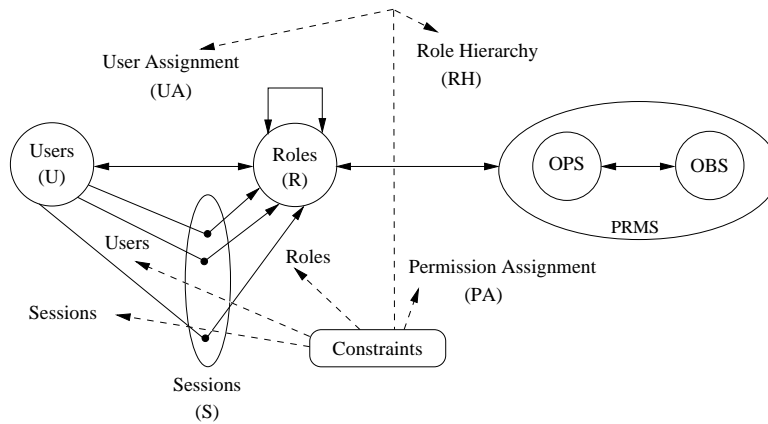 Role Hierarchy
(RH)
User Assignment
(UA)
Users
(U)
Roles
(R)
OPS
OBS
PRMS
Users
Roles
Permission Assignment
(PA)
Sessions
Constraints
Sessions
(S)